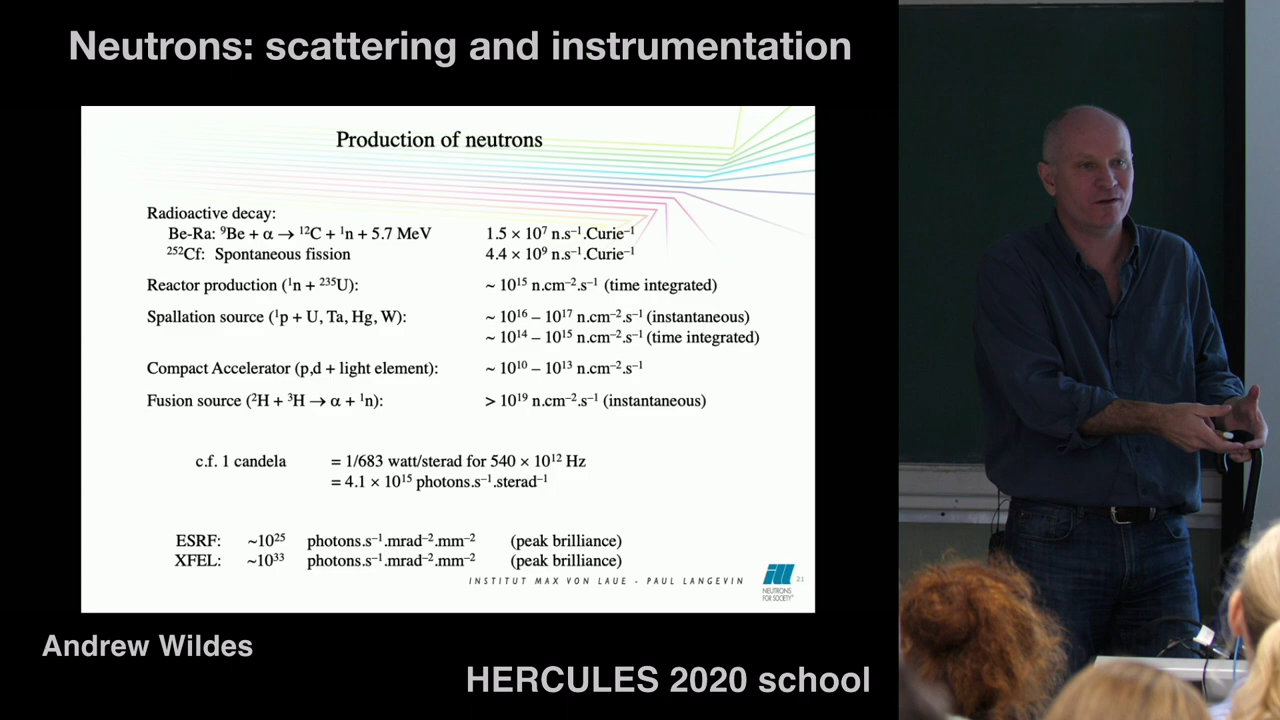 Neutrons: scattering and instrumentation
Production of neutrons
Radioactive decay:
Be-Ra: ⁹Be + α → ¹²C + ¹n + 5.7 MeV 1.5 × 10⁷ n.s⁻¹.Curie⁻¹
²⁵²Cf: Spontaneous fission 4.4 × 10⁹ n.s⁻¹.Curie⁻¹
Reactor production (¹n + ²³⁵U): ~ 10¹⁵ n.cm⁻².s⁻¹ (time integrated)
Spallation source (¹p + U, Ta, Hg, W): ~ 10¹⁶ – 10¹⁷ n.cm⁻².s⁻¹ (instantaneous)
~ 10¹⁴ – 10¹⁵ n.cm⁻².s⁻¹ (time integrated)
Compact Accelerator (p,d + light element): ~ 10¹⁰ – 10¹³ n.cm⁻².s⁻¹
Fusion source (²H + ³H → α + ¹n): > 10¹⁹ n.cm⁻².s⁻¹ (instantaneous)
c.f. 1 candela = 1/683 watt/sterad for 540 × 10¹² Hz
= 4.1 × 10¹⁵ photons.s⁻¹.sterad⁻¹
ESRF: ~10²⁵ photons.s⁻¹.mrad⁻².mm⁻² (peak brilliance)
XFEL: ~10³³ photons.s⁻¹.mrad⁻².mm⁻² (peak brilliance)
INSTITUT MAX VON LAUE - PAUL LANGEVIN
ill
21
NEUTRONS
FOR SOCIETY
Andrew Wildes
HERCULES 2020 school